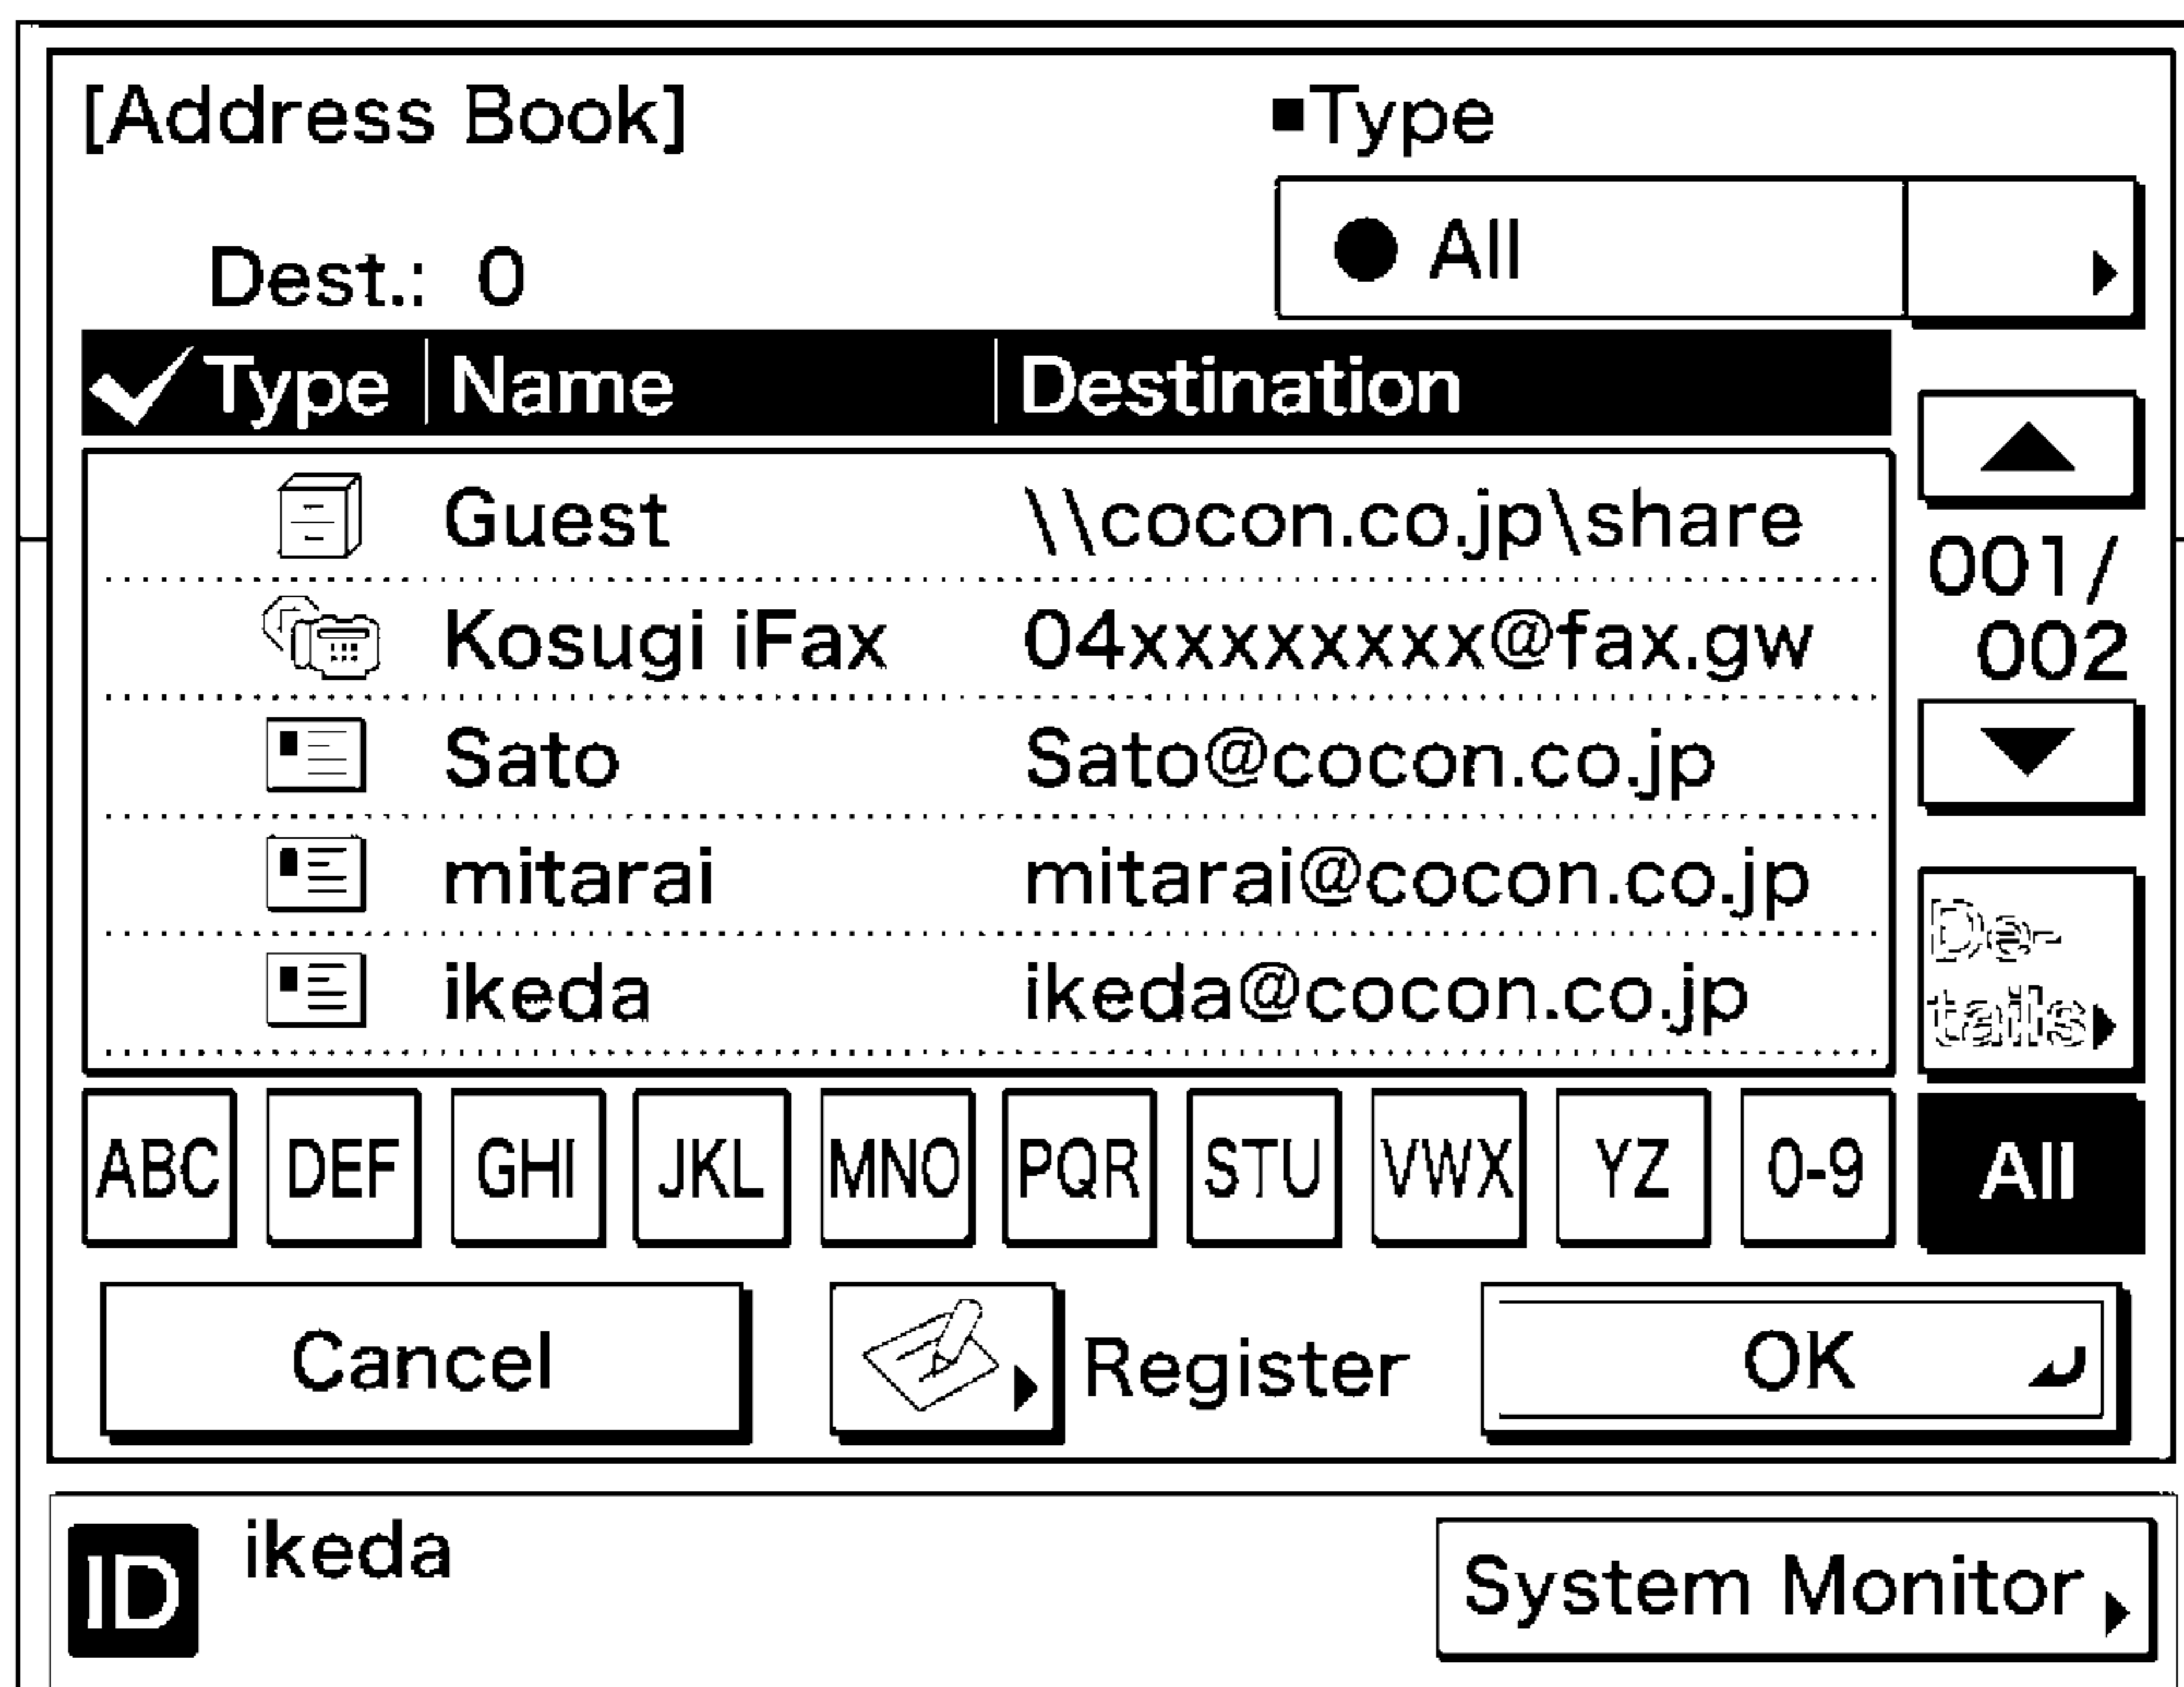 [Address Book]
■Type
● All
Dest.: 0
Type Name Destination
Guest \\cocon.co.jp\share
Kosugi iFax 04xxxxxxxx@fax.gw
Sato Sato@cocon.co.jp
mitarai mitarai@cocon.co.jp
ikeda ikeda@cocon.co.jp
001/
002
De-
tails
ABC DEF GHI JKL MNO PQR STU VWX YZ 0-9 All
Cancel Register OK
ID ikeda
System Monitor